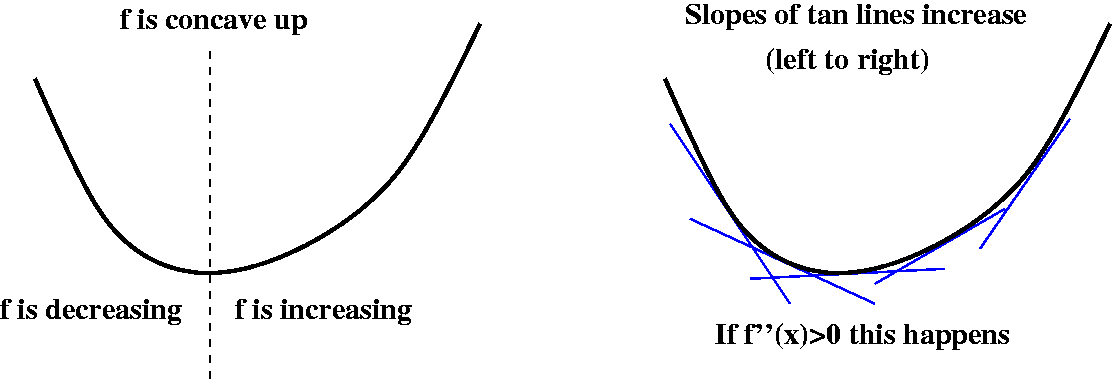 f is concave up
f is decreasing
f is increasing
Slopes of tan lines increase
(left to right)
If f’’(x)>0 this happens